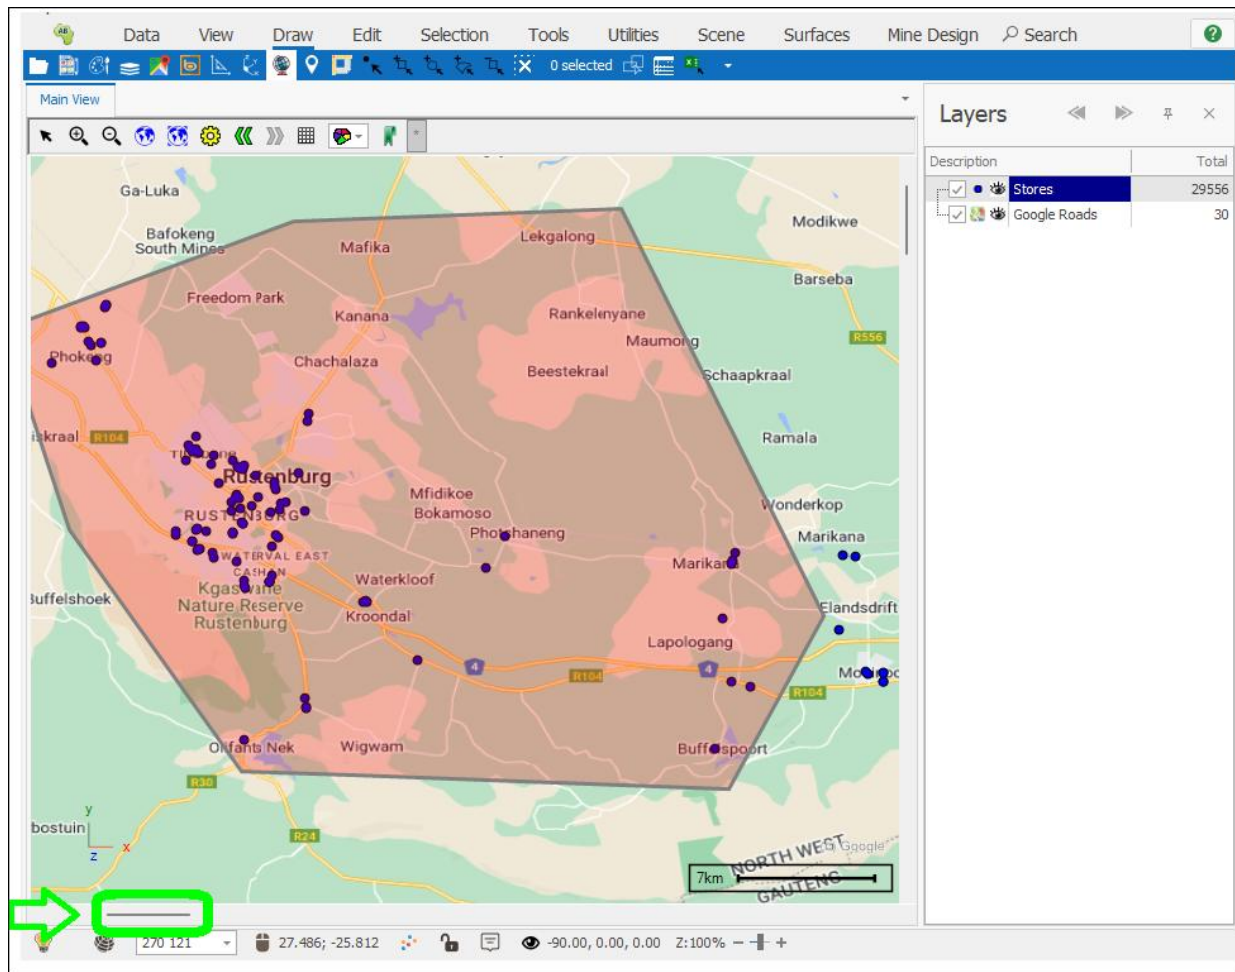 AB
Data View Draw Edit Selection Tools Utilities Scene Surfaces Mine Design Search ?
0 selected
Main View
Layers
Description Total
Stores 29556
Google Roads 30
Ga-Luka
Bafokeng
South Mines
Mafika
Lekgalong
Modikwe
Barseba
Freedom Park
Kanana
Rankelenyane
R556
Maumong
Phokeng
Chachalaza
Beestekraal
Schaapkraal
iskraal R104
Ramala
Rustenburg
Mfidikoe
Bokamoso
Wonderkop
RUSTENBURG
Photshaneng
Marikana
WATERVAL EAST
Marikana
CASHAN
Waterkloof
Kgaswane
Nature Reserve
Rustenburg
Buffelshoek
Kroondal
Elandsdrift
Lapologang
4
R104
4
R104
Olifants Nek
Wigwam
Buffelspoort
R30
y
bostuin
x
z
R24
NORTH WEST
Google
7km
GAUTENG
270 121 27.486; -25.812 -90.00, 0.00, 0.00 Z:100% − +